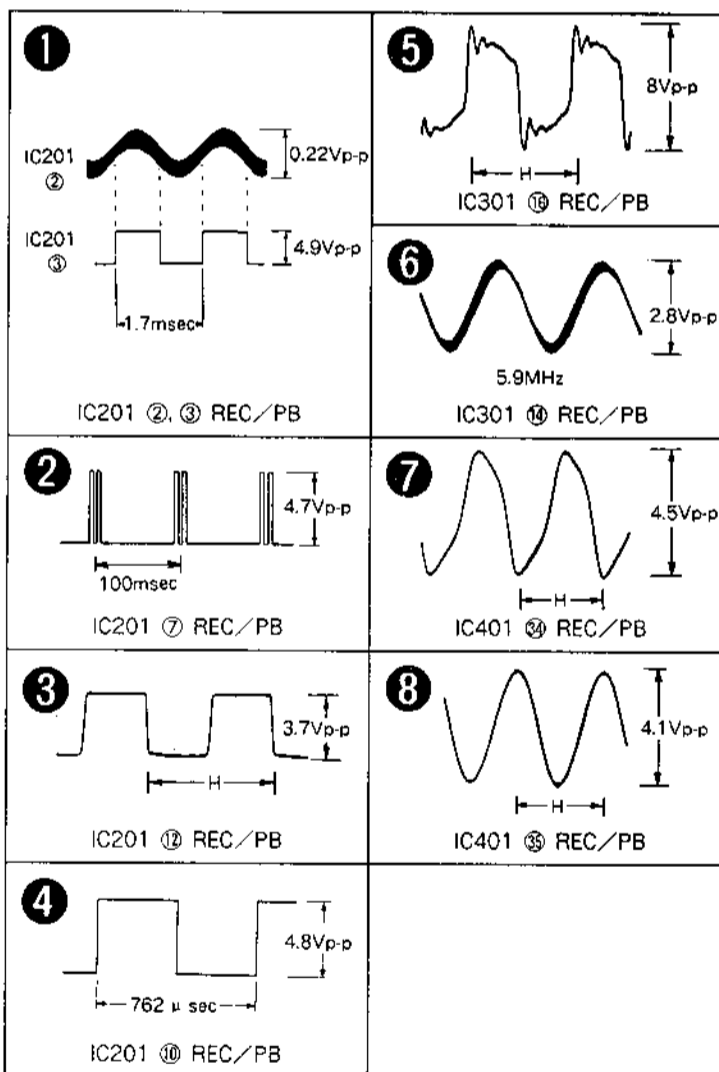 1
IC201 ②
0.22Vp-p
IC201 ③
4.9Vp-p
1.7msec
IC201 ②, ③ REC/PB
2
4.7Vp-p
100msec
IC201 ⑦ REC/PB
3
3.7Vp-p
H
IC201 ⑫ REC/PB
4
4.8Vp-p
762 μ sec
IC201 ⑩ REC/PB
5
8Vp-p
H
IC301 ⑯ REC/PB
6
2.8Vp-p
5.9MHz
IC301 ⑭ REC/PB
7
4.5Vp-p
H
IC401 ㉞ REC/PB
8
4.1Vp-p
H
IC401 ㉟ REC/PB